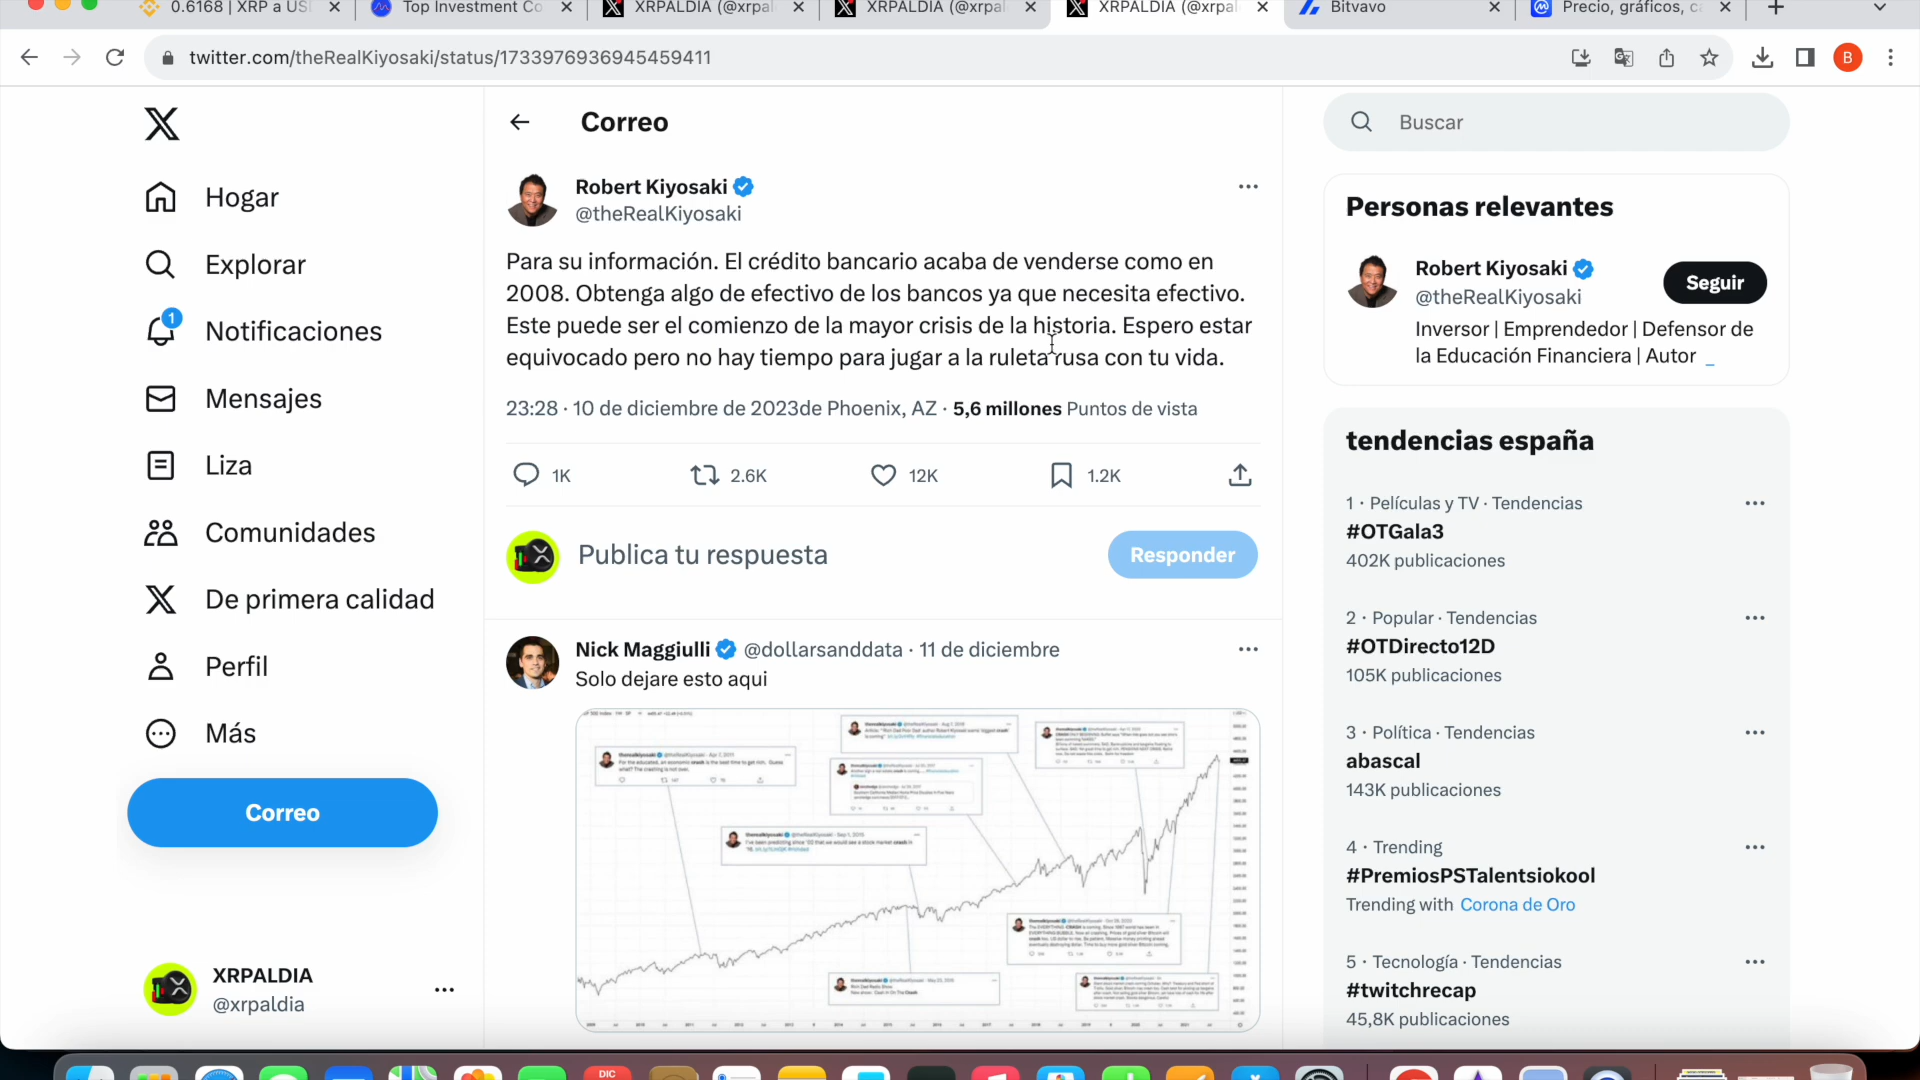 0.6168 | XRP a US
Top Investment Co
XRPALDIA (@xrpal
XRPALDIA (@xrpal
XRPALDIA (@xrpal
Bitvavo
Precio, gráficos, c
twitter.com/theRealKiyosaki/status/1733976936945459411
B
Hogar
Explorar
1
Notificaciones
Mensajes
Liza
Comunidades
De primera calidad
Perfil
Más
Correo
XRPALDIA
@xrpaldia
Correo
Robert Kiyosaki
@theRealKiyosaki
Para su información. El crédito bancario acaba de venderse como en
2008. Obtenga algo de efectivo de los bancos ya que necesita efectivo.
Este puede ser el comienzo de la mayor crisis de la historia. Espero estar
equivocado pero no hay tiempo para jugar a la ruleta rusa con tu vida.
23:28 · 10 de diciembre de 2023de Phoenix, AZ · 5,6 millones Puntos de vista
1K
2.6K
12K
1.2K
Publica tu respuesta
Responder
Nick Maggiulli @dollarsanddata · 11 de diciembre
Solo dejare esto aqui
Buscar
Personas relevantes
Robert Kiyosaki
@theRealKiyosaki
Seguir
Inversor | Emprendedor | Defensor de
la Educación Financiera | Autor _
tendencias españa
1 · Películas y TV · Tendencias
#OTGala3
402K publicaciones
2 · Popular · Tendencias
#OTDirecto12D
105K publicaciones
3 · Política · Tendencias
abascal
143K publicaciones
4 · Trending
#PremiosPSTalentsiokool
Trending with Corona de Oro
5 · Tecnología · Tendencias
#twitchrecap
45,8K publicaciones
DIC